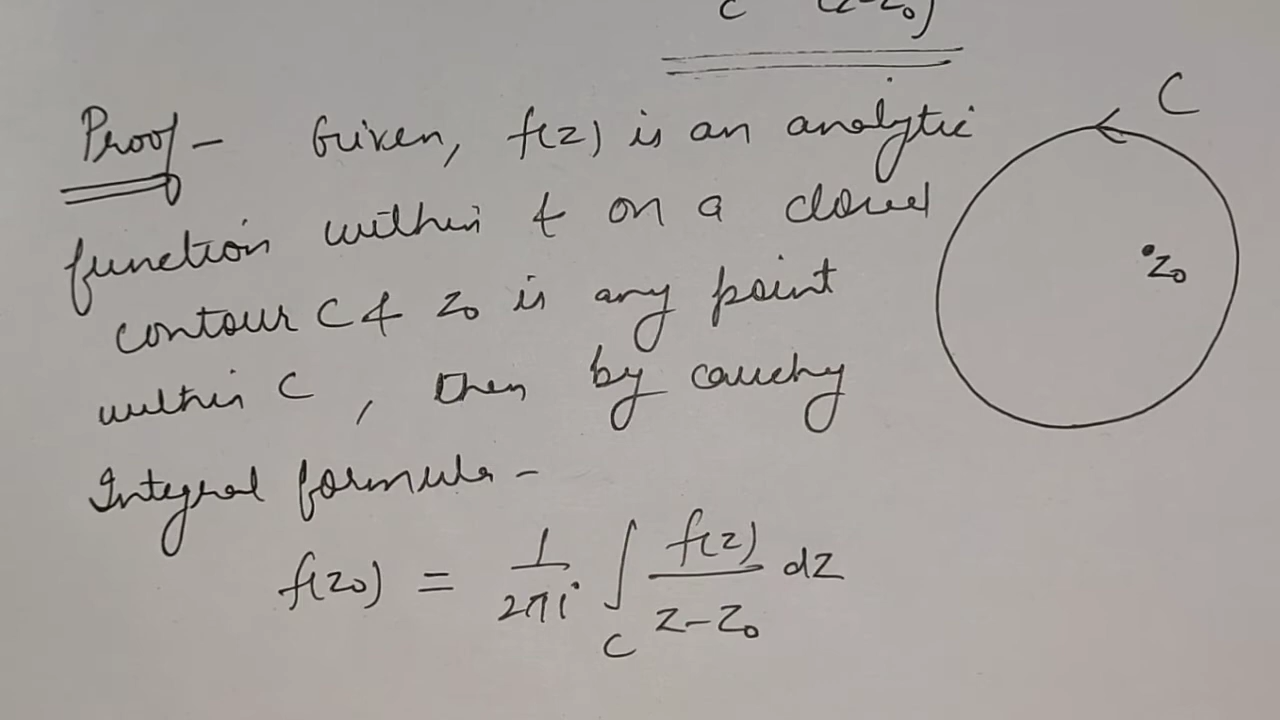 C (z-z₀)
Proof - Given, f(z) is an analytic
C
function within & on a closed
z₀
contour C & z₀ is any point
within C, then by cauchy
Integral formula -
f(z₀) = 1/2πi ∫_C f(z)/z-z₀ dz